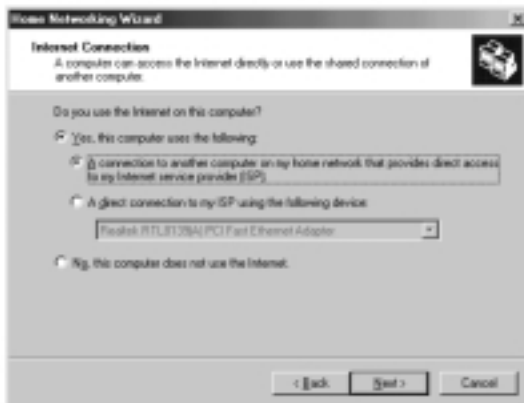 Home Networking Wizard
Internet Connection
A computer can access the Internet directly or use the shared connection of
another computer.
Do you use the Internet on this computer?
Yes, this computer uses the following:
A connection to another computer on my home network that provides direct access
to my Internet service provider (ISP)
A direct connection to my ISP using the following device:
Realtek RTL8139(A) PCI Fast Ethernet Adapter
No, this computer does not use the Internet.
< Back
Next >
Cancel